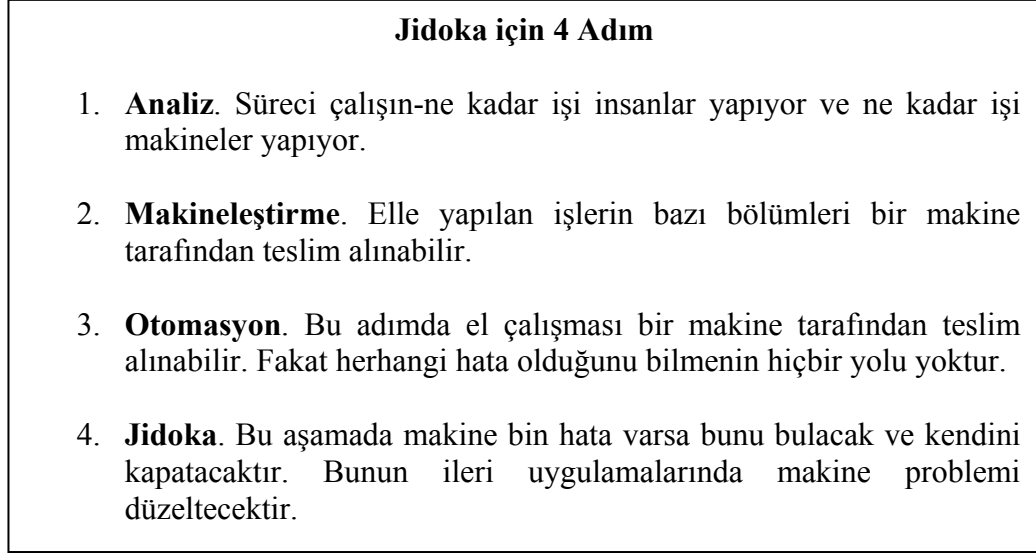 Jidoka için 4 Adım
1. Analiz. Süreci çalışın-ne kadar işi insanlar yapıyor ve ne kadar işi
makineler yapıyor.
2. Makineleştirme. Elle yapılan işlerin bazı bölümleri bir makine
tarafından teslim alınabilir.
3. Otomasyon. Bu adımda el çalışması bir makine tarafından teslim
alınabilir. Fakat herhangi hata olduğunu bilmenin hiçbir yolu yoktur.
4. Jidoka. Bu aşamada makine bin hata varsa bunu bulacak ve kendini
kapatacaktır. Bunun ileri uygulamalarında makine problemi
düzeltecektir.